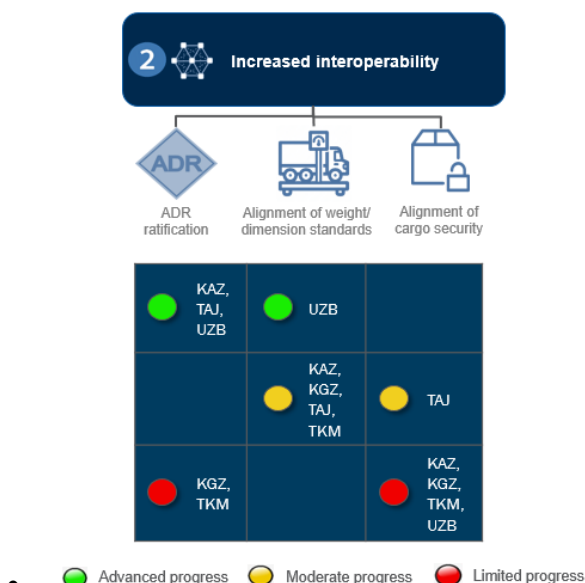 2 Increased interoperability
ADR
ADR
ratification
Alignment of weight/
dimension standards
Alignment of
cargo security
KAZ,
TAJ,
UZB
UZB
KAZ,
KGZ,
TAJ,
TKM
TAJ
KGZ,
TKM
KAZ,
KGZ,
TKM,
UZB
Advanced progress Moderate progress Limited progress